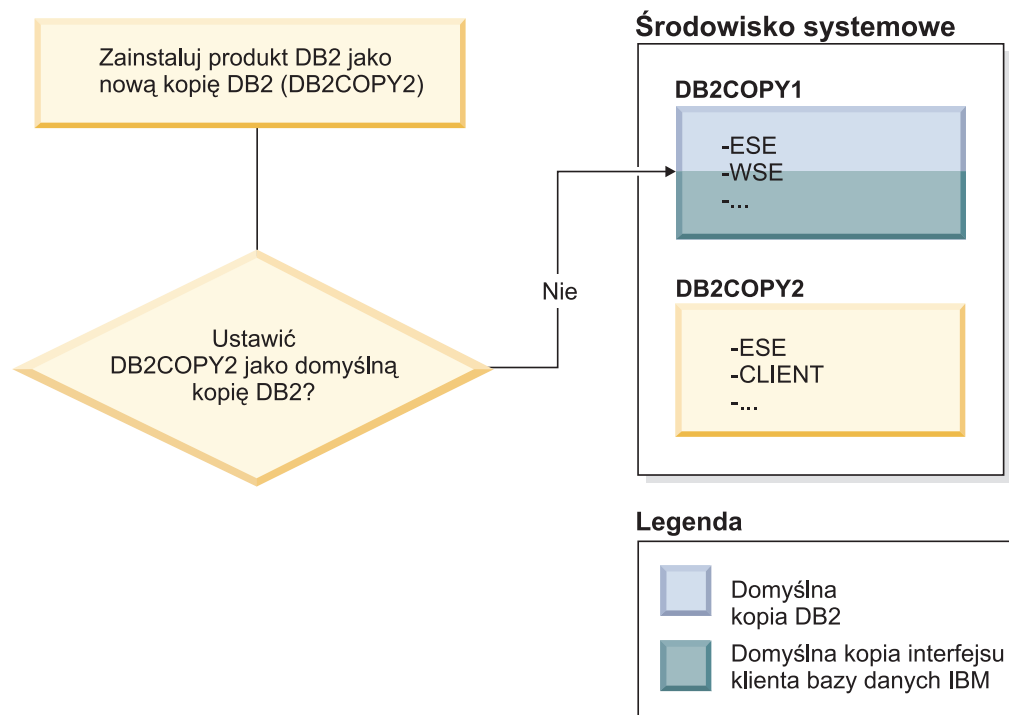 Zainstaluj produkt DB2 jako
nową kopię DB2 (DB2COPY2)
Ustawić
DB2COPY2 jako domyślną
kopię DB2?
Nie
Środowisko systemowe
DB2COPY1
-ESE
-WSE
-...
DB2COPY2
-ESE
-CLIENT
-...
Legenda
Domyślna
kopia DB2
Domyślna kopia interfejsu
klienta bazy danych IBM